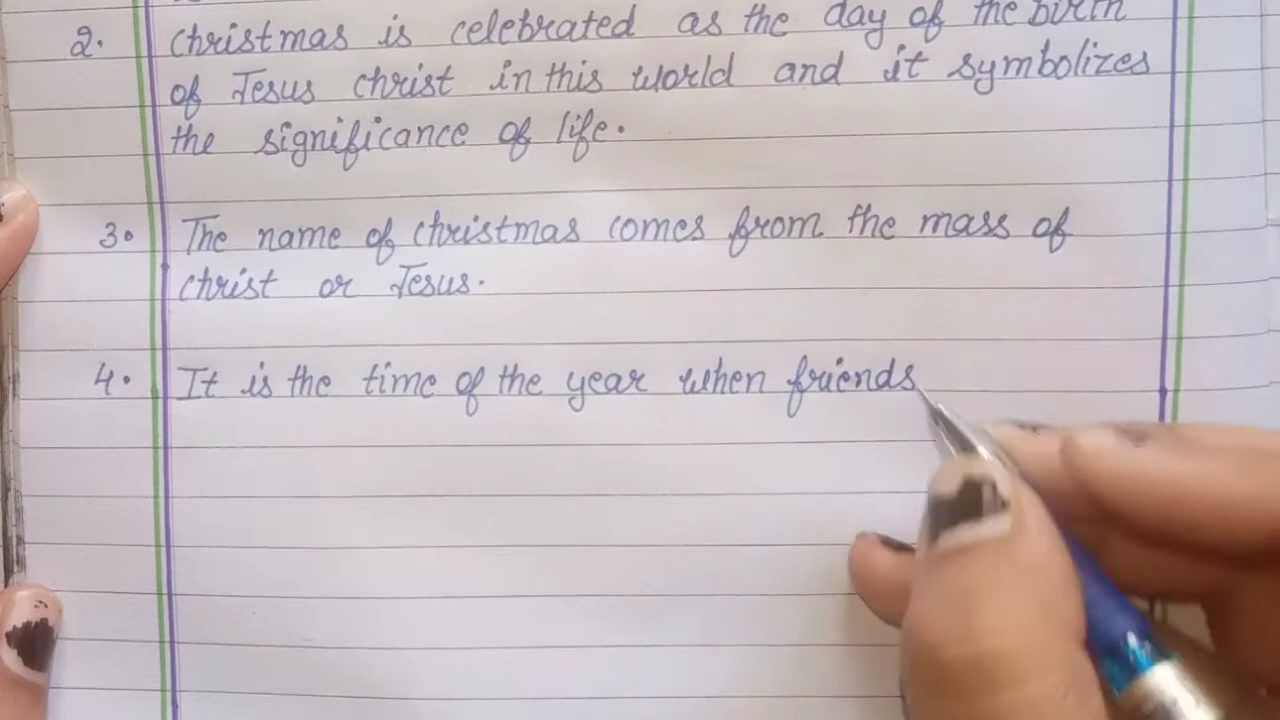 2. christmas is celebrated as the day of the birth
of Jesus christ in this world and it symbolizes
the significance of life.
3. The name of christmas comes from the mass of
christ or Jesus.
4. It is the time of the year when friends